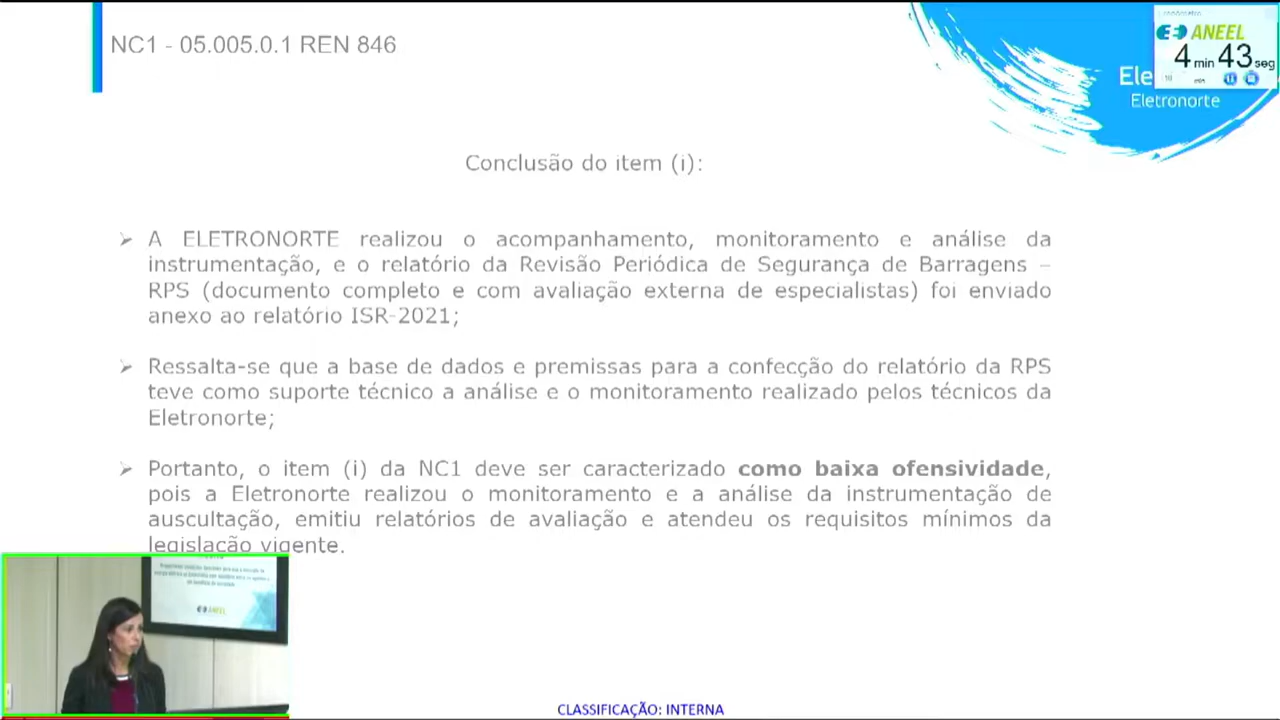 NC1 - 05.005.0.1 REN 846
ANEEL
4 min 43 seg
Ele
Eletronorte
Conclusão do item (i):
➢ A ELETRONORTE realizou o acompanhamento, monitoramento e análise da
instrumentação, e o relatório da Revisão Periódica de Segurança de Barragens –
RPS (documento completo e com avaliação externa de especialistas) foi enviado
anexo ao relatório ISR-2021;
➢ Ressalta-se que a base de dados e premissas para a confecção do relatório da RPS
teve como suporte técnico a análise e o monitoramento realizado pelos técnicos da
Eletronorte;
➢ Portanto, o item (i) da NC1 deve ser caracterizado como baixa ofensividade,
pois a Eletronorte realizou o monitoramento e a análise da instrumentação de
auscultação, emitiu relatórios de avaliação e atendeu os requisitos mínimos da
legislação vigente.
ANEEL
CLASSIFICAÇÃO: INTERNA